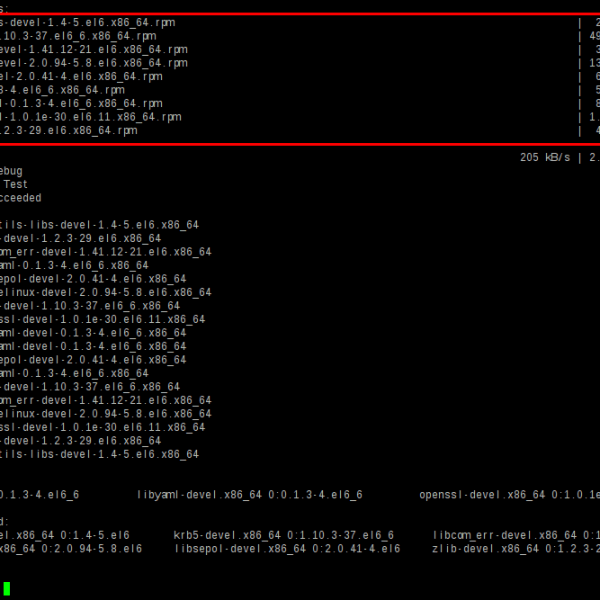 s:
s-devel-1.4-5.el6.x86_64.rpm | 2
.10.3-37.el6_6.x86_64.rpm | 49
evel-1.41.12-21.el6.x86_64.rpm | 3
evel-2.0.94-5.8.el6.x86_64.rpm | 13
el-2.0.41-4.el6.x86_64.rpm | 6
3-4.el6_6.x86_64.rpm | 5
l-0.1.3-4.el6_6.x86_64.rpm | 8
l-1.0.1e-30.el6.11.x86_64.rpm | 1.
.2.3-29.el6.x86_64.rpm | 4
205 kB/s | 2.
ebug
Test
cceeded
tils-libs-devel-1.4-5.el6.x86_64
-devel-1.2.3-29.el6.x86_64
om_err-devel-1.41.12-21.el6.x86_64
aml-0.1.3-4.el6_6.x86_64
epol-devel-2.0.41-4.el6.x86_64
elinux-devel-2.0.94-5.8.el6.x86_64
-devel-1.10.3-37.el6_6.x86_64
ssl-devel-1.0.1e-30.el6.11.x86_64
aml-devel-0.1.3-4.el6_6.x86_64
aml-devel-0.1.3-4.el6_6.x86_64
epol-devel-2.0.41-4.el6.x86_64
aml-0.1.3-4.el6_6.x86_64
-devel-1.10.3-37.el6_6.x86_64
om_err-devel-1.41.12-21.el6.x86_64
elinux-devel-2.0.94-5.8.el6.x86_64
ssl-devel-1.0.1e-30.el6.11.x86_64
-devel-1.2.3-29.el6.x86_64
tils-libs-devel-1.4-5.el6.x86_64
0.1.3-4.el6_6 libyaml-devel.x86_64 0:0.1.3-4.el6_6 openssl-devel.x86_64 0:1.0.1e
d:
el.x86_64 0:1.4-5.el6 krb5-devel.x86_64 0:1.10.3-37.el6_6 libcom_err-devel.x86_64 0:1
x86_64 0:2.0.94-5.8.el6 libsepol-devel.x86_64 0:2.0.41-4.el6 zlib-devel.x86_64 0:1.2.3-2